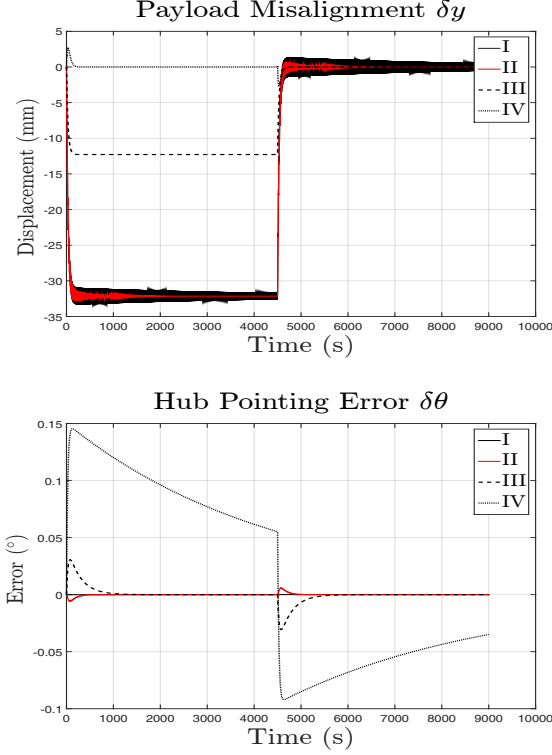 Payload Misalignment δy
Displacement (mm)
5
0
-5
-10
-15
-20
-25
-30
-35
0 1000 2000 3000 4000 5000 6000 7000 8000 9000 10000
Time (s)
I
II
III
IV
Hub Pointing Error δθ
Error (°)
0.15
0.1
0.05
0
-0.05
-0.1
0 1000 2000 3000 4000 5000 6000 7000 8000 9000 10000
Time (s)
I
II
III
IV